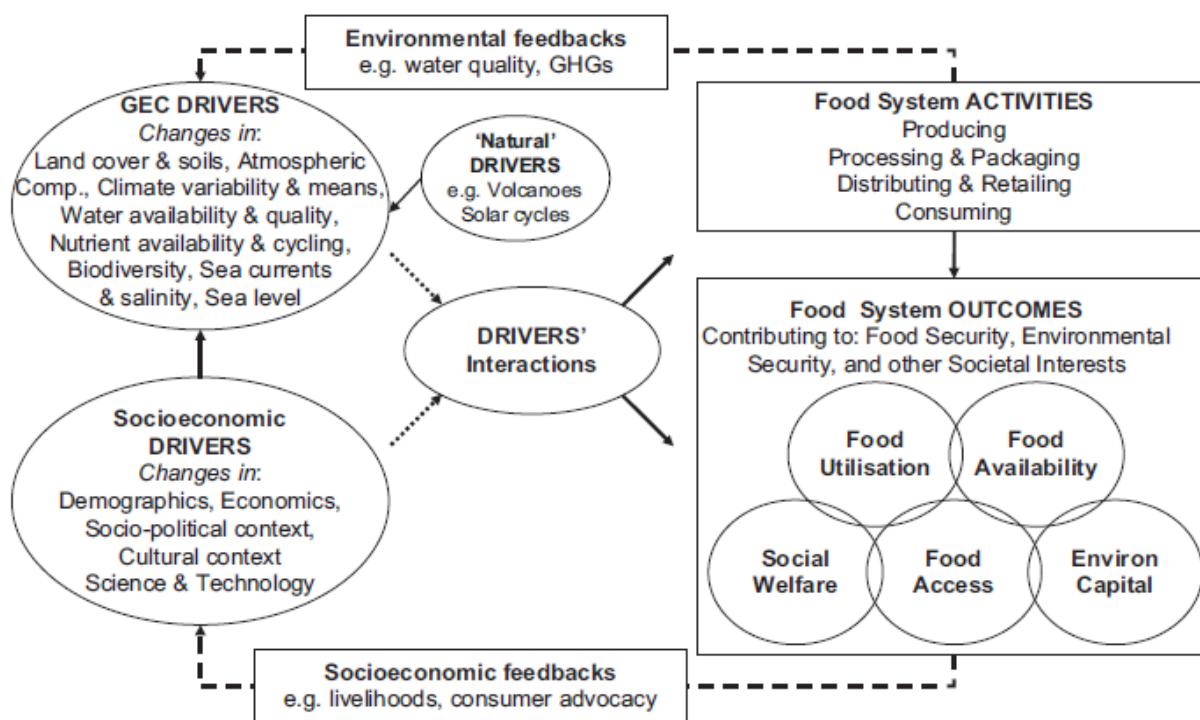 Environmental feedbacks
e.g. water quality, GHGs
GEC DRIVERS
Changes in:
Land cover & soils, Atmospheric
Comp., Climate variability & means,
Water availability & quality,
Nutrient availability & cycling,
Biodiversity, Sea currents
& salinity, Sea level
‘Natural’
DRIVERS
e.g. Volcanoes
Solar cycles
Food System ACTIVITIES
Producing
Processing & Packaging
Distributing & Retailing
Consuming
DRIVERS’
Interactions
Food System OUTCOMES
Contributing to: Food Security, Environmental
Security, and other Societal Interests
Food
Utilisation
Food
Availability
Social
Welfare
Food
Access
Environ
Capital
Socioeconomic
DRIVERS
Changes in:
Demographics, Economics,
Socio-political context,
Cultural context
Science & Technology
Socioeconomic feedbacks
e.g. livelihoods, consumer advocacy